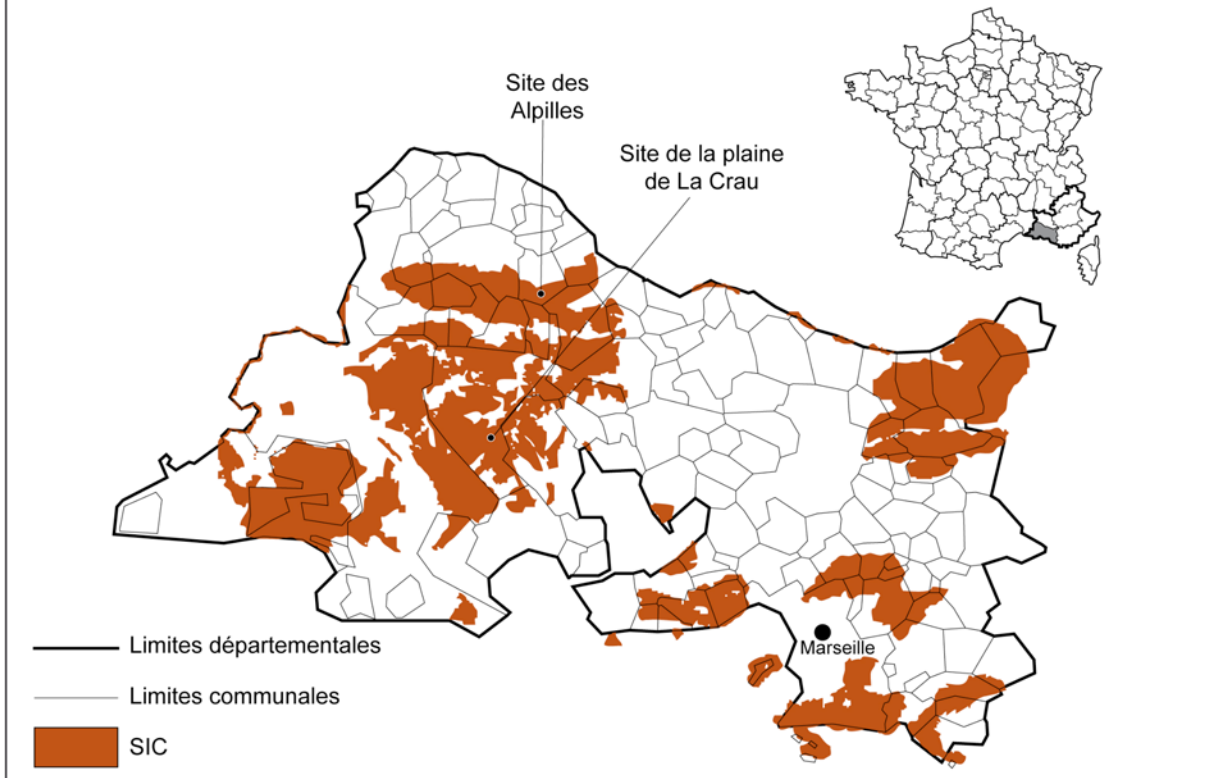 Site des
Alpilles
Site de la plaine
de La Crau
Marseille
Limites départementales
Limites communales
SIC